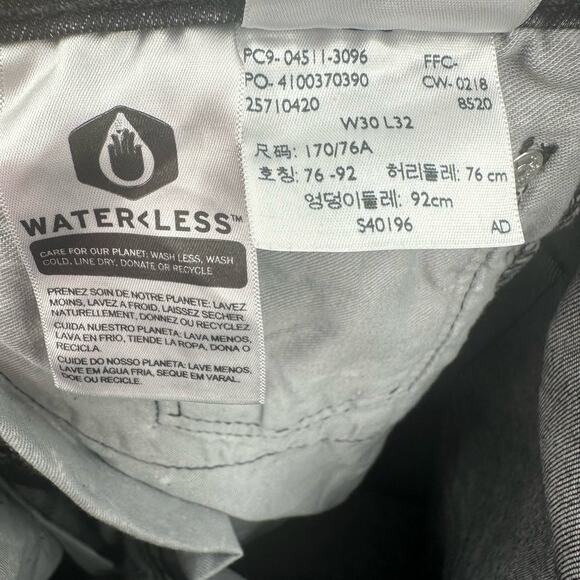 PC9- 04511-3096 FFC-
PO- 4100370390 CW- 0218
25710420 8520
W30 L32
尺码: 170/76A
호칭: 76 -92 허리둘레: 76 cm
엉덩이둘레: 92cm
S40196 AD
WATER<LESS™
CARE FOR OUR PLANET: WASH LESS, WASH
COLD, LINE DRY, DONATE OR RECYCLE
PRENEZ SOIN DE NOTRE PLANETE: LAVEZ
MOINS, LAVEZ A FROID, LAISSEZ SECHER
NATURELLEMENT, DONNEZ OU RECYCLEZ
CUIDA NUESTRO PLANETA: LAVA MENOS,
LAVA EN FRIO, TIENDE LA ROPA, DONA O
RECICLA.
CUIDE DO NOSSO PLANETA: LAVE MENOS,
LAVE EM ÁGUA FRIA, SEQUE EM VARAL,
DOE OU RECICLE.